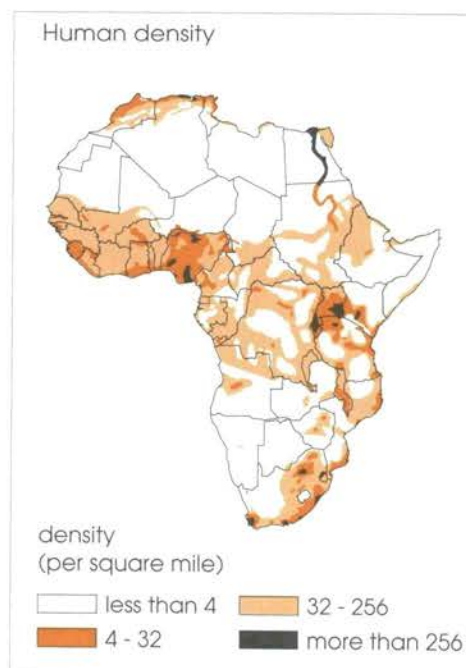 Human density
density
(per square mile)
less than 4
32 - 256
4 - 32
more than 256